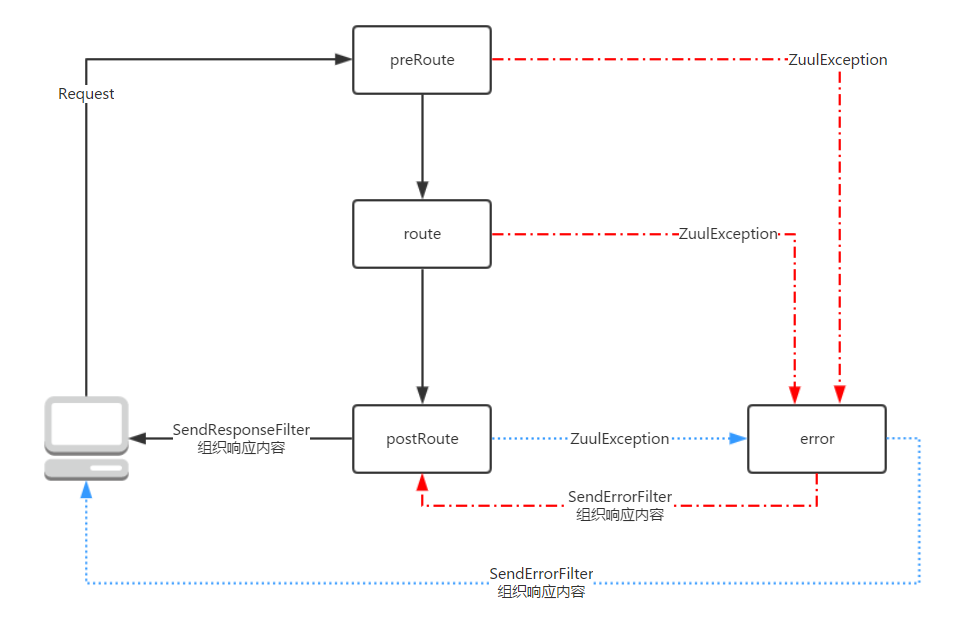 preRoute
ZuulException
Request
route
ZuulException
SendResponseFilter
组织响应内容
postRoute
ZuulException
error
SendErrorFilter
组织响应内容
SendErrorFilter
组织响应内容